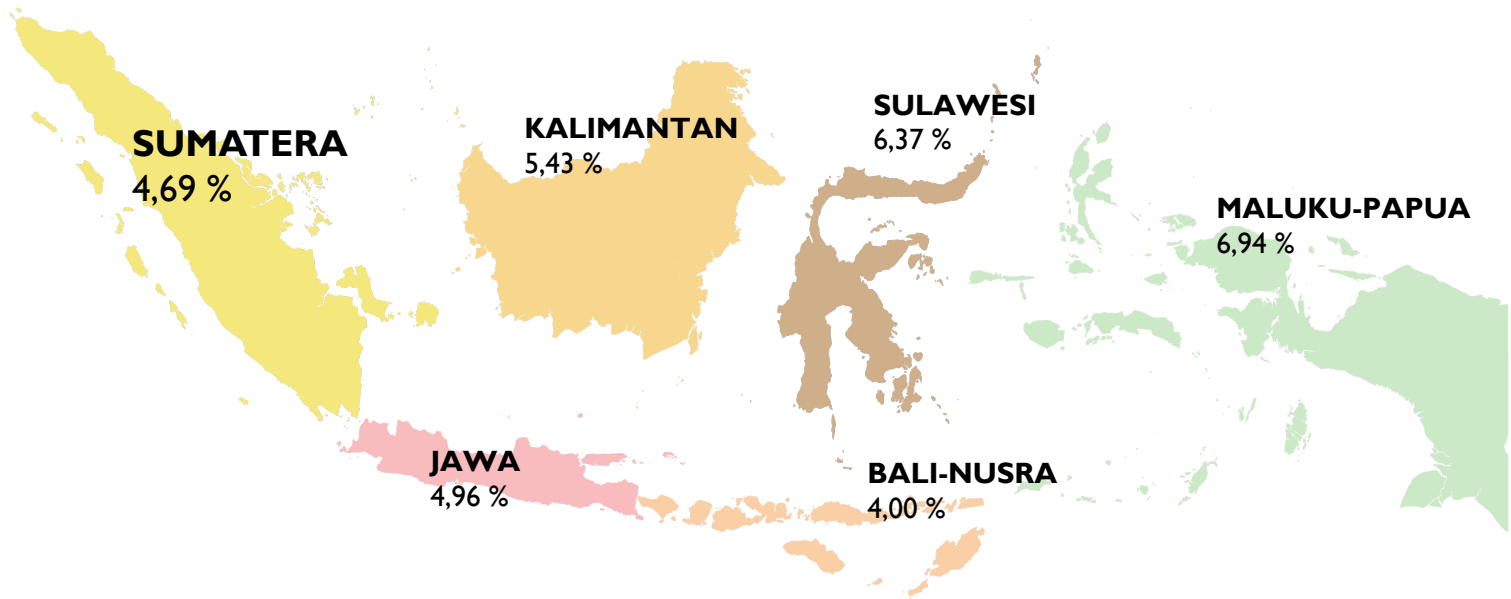 SUMATERA
4,69 %
KALIMANTAN
5,43 %
SULAWESI
6,37 %
MALUKU-PAPUA
6,94 %
JAWA
4,96 %
BALI-NUSRA
4,00 %